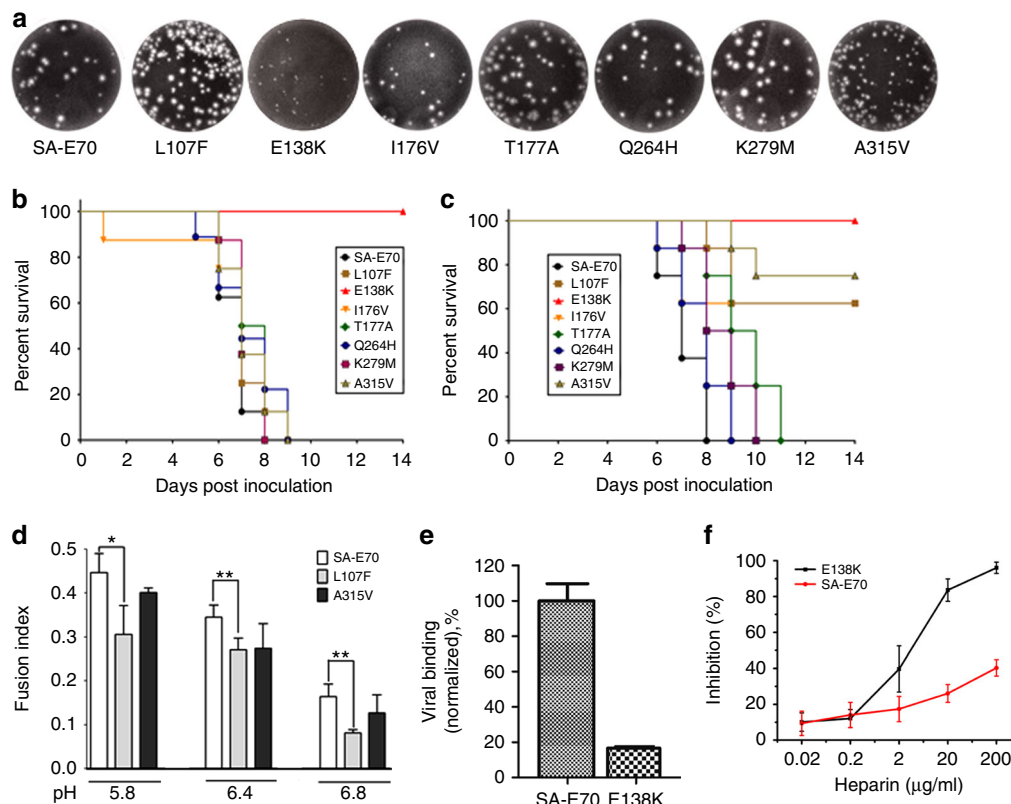 a
SA-E70 L107F E138K I176V T177A Q264H K279M A315V
b
Percent survival
100
80
60
40
20
0
0 2 4 6 8 10 12 14
Days post inoculation
SA-E70
L107F
E138K
I176V
T177A
Q264H
K279M
A315V
c
Percent survival
100
80
60
40
20
0
0 2 4 6 8 10 12 14
Days post inoculation
SA-E70
L107F
E138K
I176V
T177A
Q264H
K279M
A315V
d
Fusion index
0.5
0.4
0.3
0.2
0.1
0.0
* ** **
SA-E70
L107F
A315V
pH 5.8 6.4 6.8
e
Viral binding
(normalized),%
120
100
80
60
40
20
0
SA-E70 E138K
f
Inhibition (%)
100
80
60
40
20
0
E138K
SA-E70
0.02 0.2 2 20 200
Heparin (μg/ml)